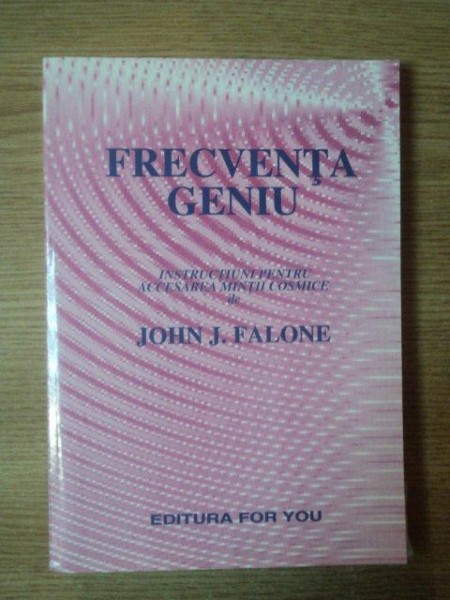 FRECVENȚA
GENIU
INSTRUCȚIUNI PENTRU
ACCESAREA MINȚII COSMICE
de
JOHN J. FALONE
EDITURA FOR YOU